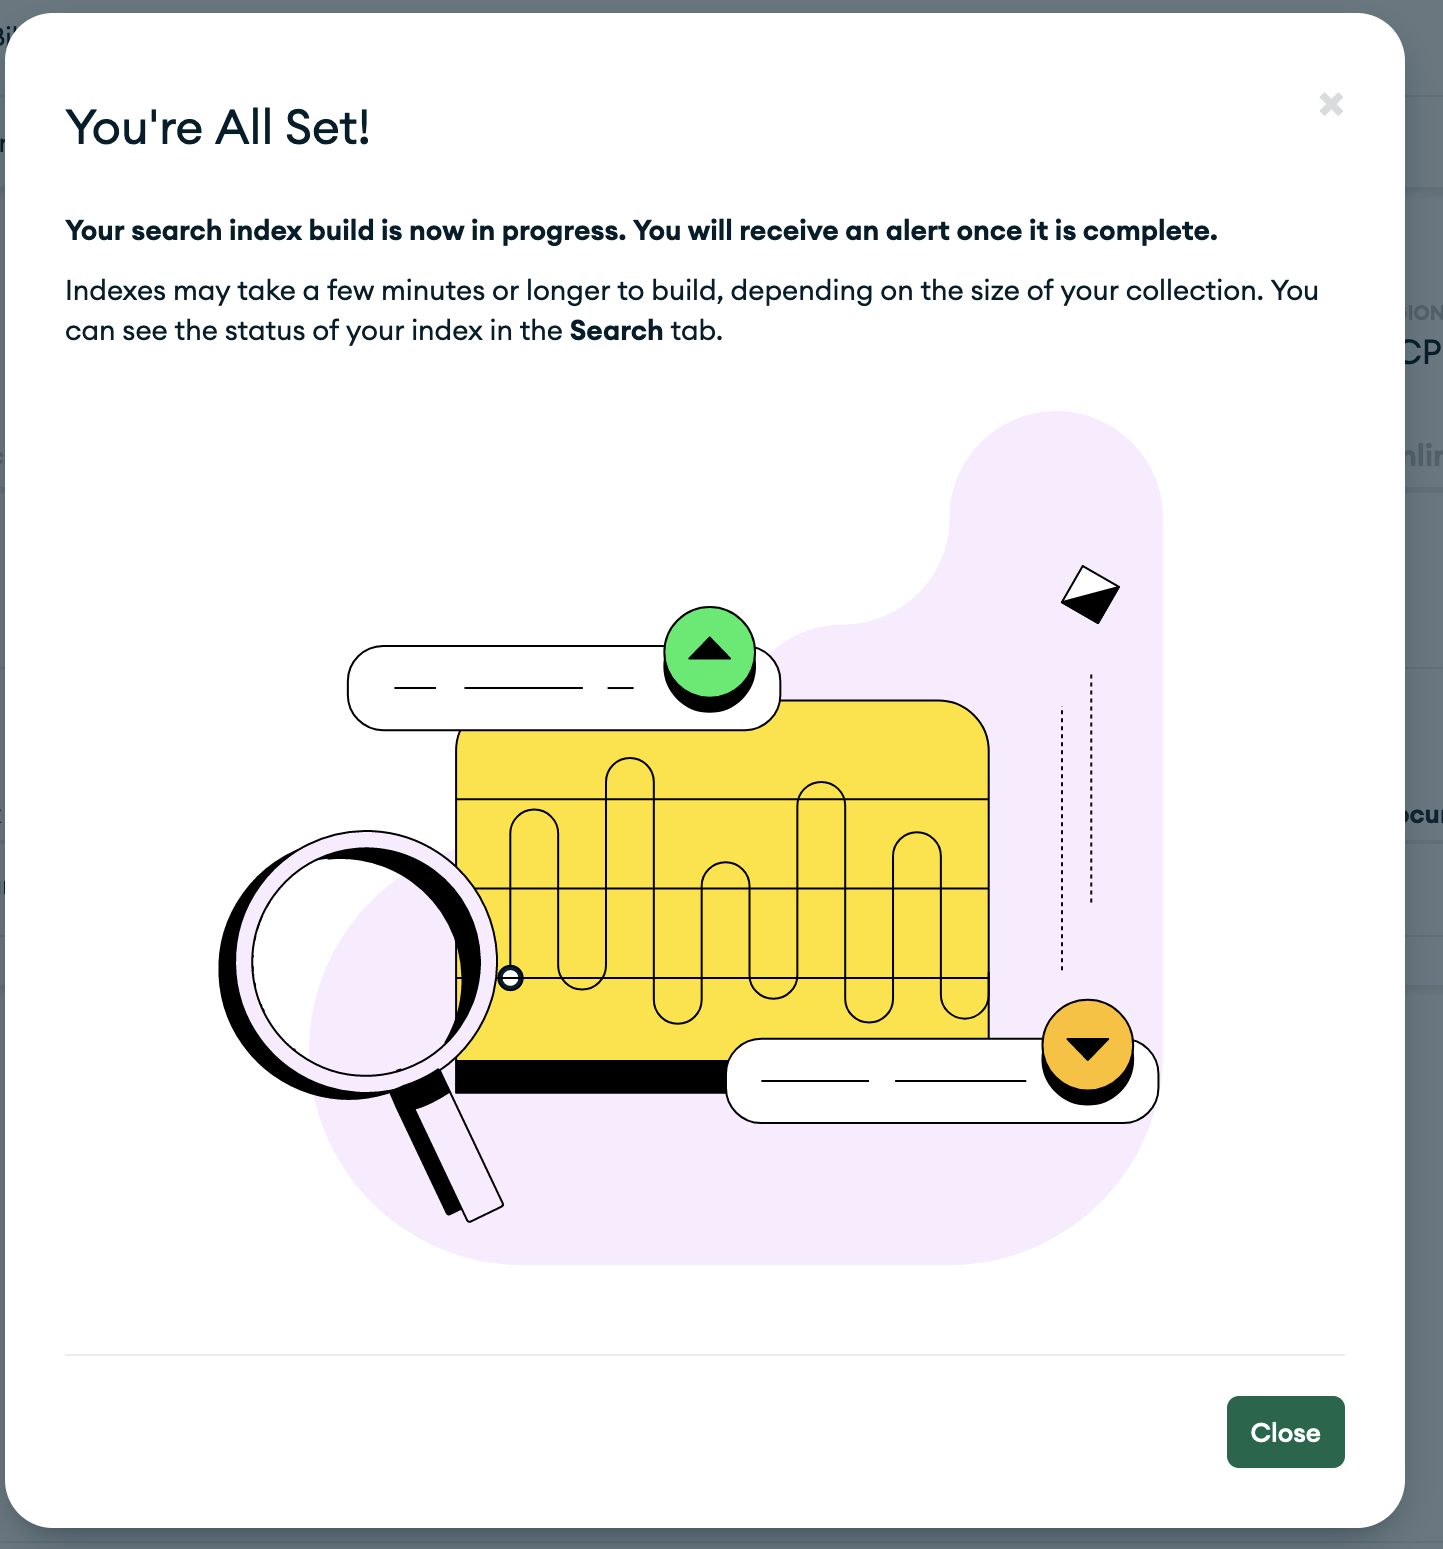 You're All Set!
Your search index build is now in progress. You will receive an alert once it is complete.
Indexes may take a few minutes or longer to build, depending on the size of your collection. You
can see the status of your index in the Search tab.
Close